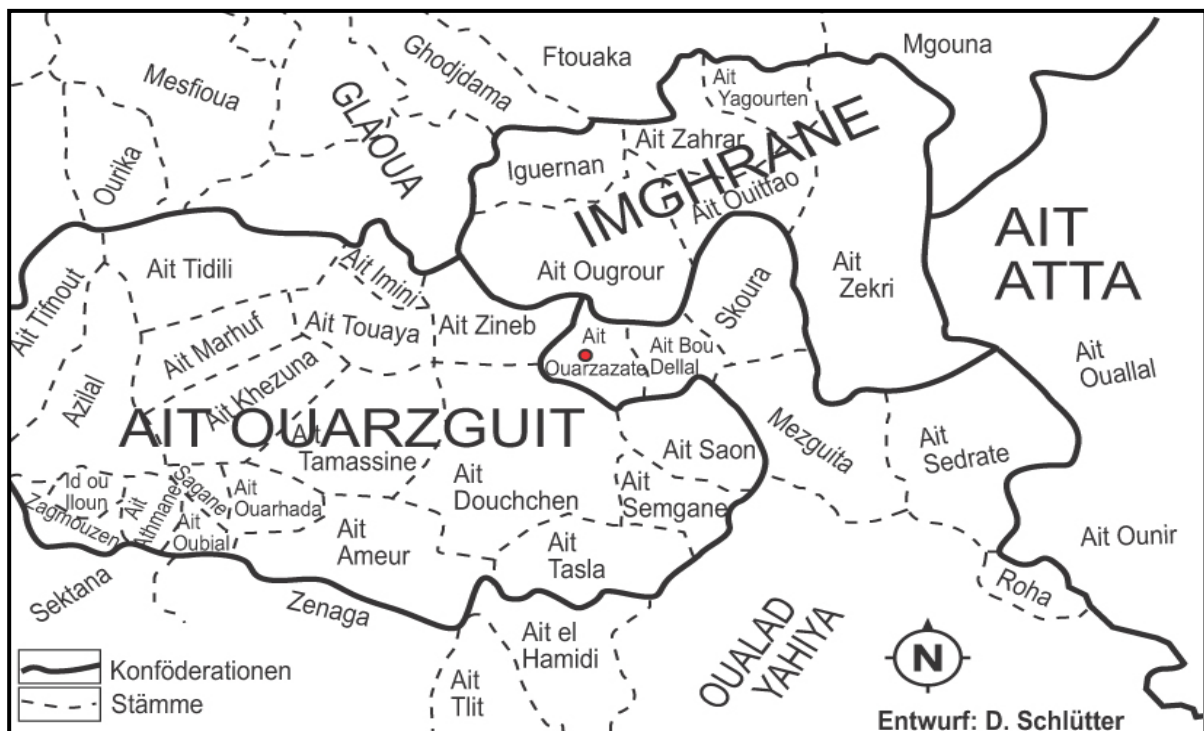 Mesfioua
Ghodjdama
Ftouaka
Mgouna
GLAOUA
Ait
Yagourten
Ourika
Iguernan
Ait Zahrar
IMGHRANE
Ait Ouitfao
AIT
ATTA
Ait Tifnout
Ait Tidili
Ait Imini
Ait Ougrour
Skoura
Ait
Zekri
Ait Marhuf
Ait Touaya
Ait Zineb
Ait
Ouarzazate
Ait Bou
Dellal
Ait
Ouallal
Azilal
Ait Khezuna
AIT OUARZGUIT
Ait
Tamassine
Ait Saon
Mezguita
Ait
Sedrate
Id ou
Iloun
Zagmouzen
Ait
Athmane
Sagane
Ait
Ouarhada
Ait
Oubial
Ait
Douchchen
Ait
Semgane
Ait
Ameur
Ait
Tasla
Ait Ounir
Roha
Sektana
Zenaga
Ait el
Hamidi
Ait
Tlit
OUALAD
YAHIYA
Konföderationen
Stämme
N
Entwurf: D. Schlütter